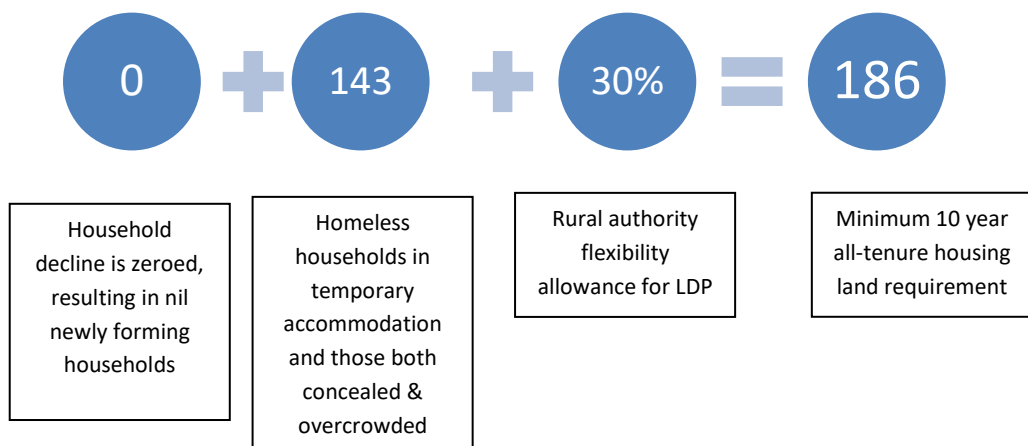 0
143
30%
186
Household
decline is zeroed,
resulting in nil
newly forming
households
Homeless
households in
temporary
accommodation
and those both
concealed &
overcrowded
Rural authority
flexibility
allowance for LDP
Minimum 10 year
all-tenure housing
land requirement